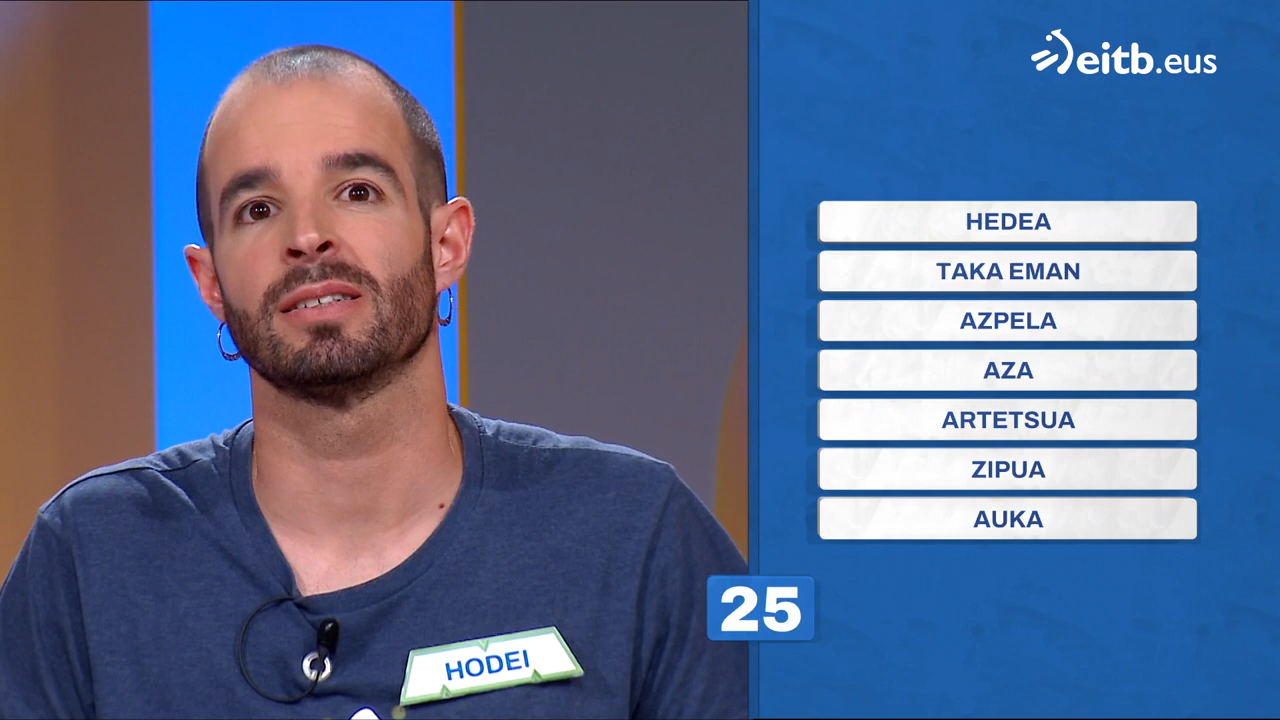 eitb.eus
HEDEA
TAKA EMAN
AZPELA
AZA
ARTETSUA
ZIPUA
AUKA
25
HODEI